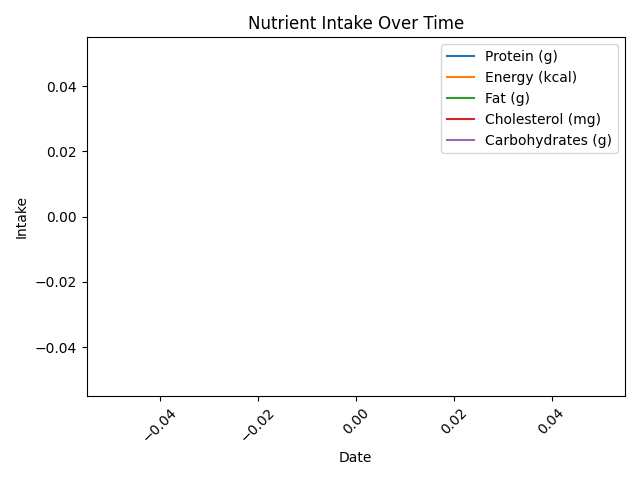 Nutrient Intake Over Time
Protein (g)
Energy (kcal)
Fat (g)
Cholesterol (mg)
Carbohydrates (g)
0.04
0.02
0.00
−0.02
−0.04
Intake
−0.04
−0.02
0.00
0.02
0.04
Date